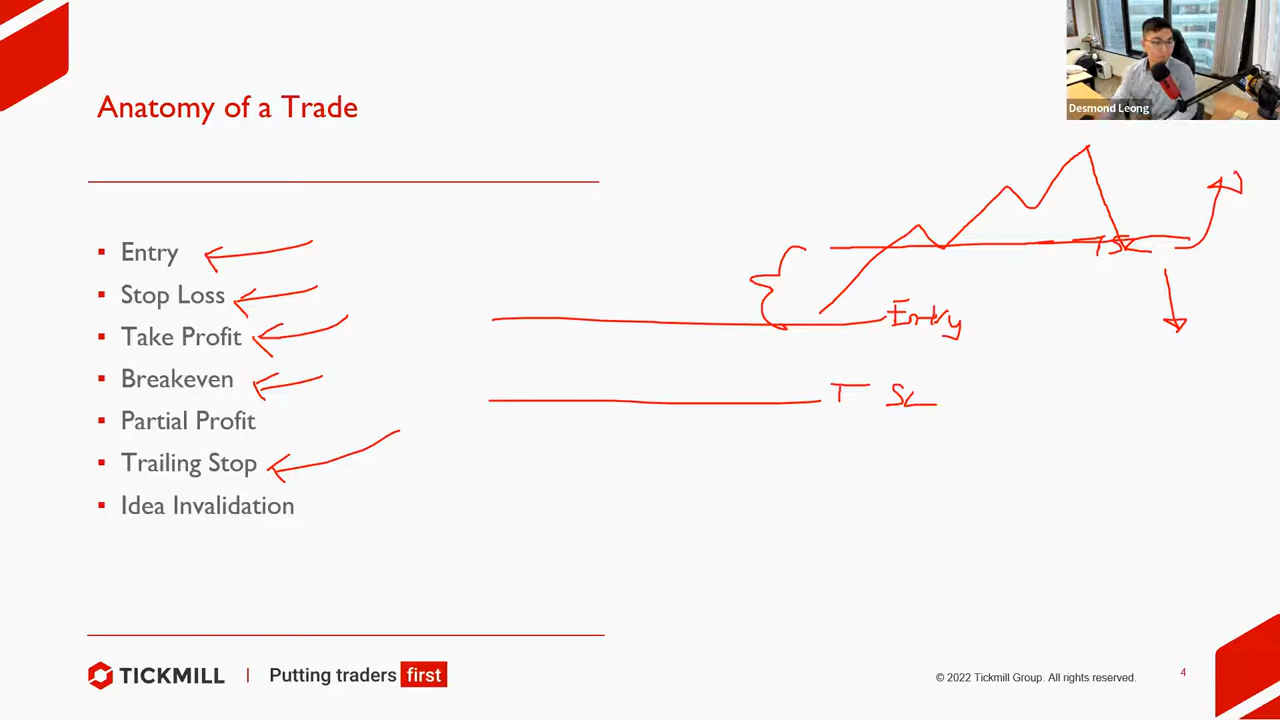 Desmond Leong
Anatomy of a Trade
Entry
Stop Loss
Take Profit
Breakeven
Partial Profit
Trailing Stop
Idea Invalidation
TSL
Entry
T SL
TICKMILL | Putting traders first
© 2022 Tickmill Group. All rights reserved.
4